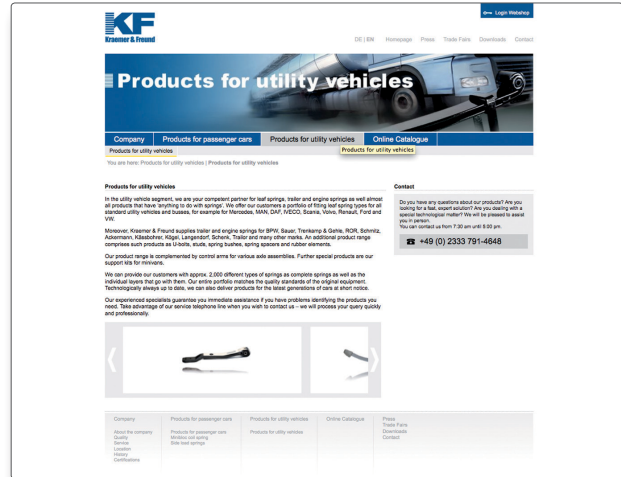 Login Webshop
KF
Kraemer & Freund
DE | EN Homepage Press Trade Fairs Downloads Contact
Products for utility vehicles
Company Products for passenger cars Products for utility vehicles Online Catalogue
Products for utility vehicles
Products for utility vehicles
You are here: Products for utility vehicles | Products for utility vehicles
Products for utility vehicles
In the utility vehicle segment, we are your competent partner for leaf springs, trailer and engine springs as well almost
all products that have 'anything to do with springs'. We offer our customers a portfolio of fitting leaf spring types for all
standard utility vehicles and busses, for example for Mercedes, MAN, DAF, IVECO, Scania, Volvo, Renault, Ford and
VW.
Moreover, Kraemer & Freund supplies trailer and engine springs for BPW, Sauer, Trenkamp & Gehle, ROR, Schmitz,
Ackermann, Kässbohrer, Kögel, Langendorf, Schenk, Trailor and many other marks. An additional product range
comprises such products as U-bolts, studs, spring bushes, spring spacers and rubber elements.
Our product range is complemented by control arms for various axle assemblies. Further special products are our
support kits for minivans.
We can provide our customers with approx. 2,000 different types of springs as complete springs as well as the
individual layers that go with them. Our entire portfolio matches the quality standards of the original equipment.
Technologically always up to date, we can also deliver products for the latest generations of cars at short notice.
Our experienced specialists guarantee you immediate assistance if you have problems identifying the products you
need. Take advantage of our service telephone line when you wish to contact us – we will process your query quickly
and professionally.
Contact
Do you have any questions about our products? Are you
looking for a fast, expert solution? Are you dealing with a
special technological matter? We will be pleased to assist
you in person.
You can contact us from 7:30 am until 8:00 pm.
+49 (0) 2333 791-4648
Company
About the company
Quality
Service
Location
History
Certifications
Products for passenger cars
Products for passenger cars
Minibloc coil spring
Side load springs
Products for utility vehicles
Products for utility vehicles
Online Catalogue
Press
Trade Fairs
Downloads
Contact